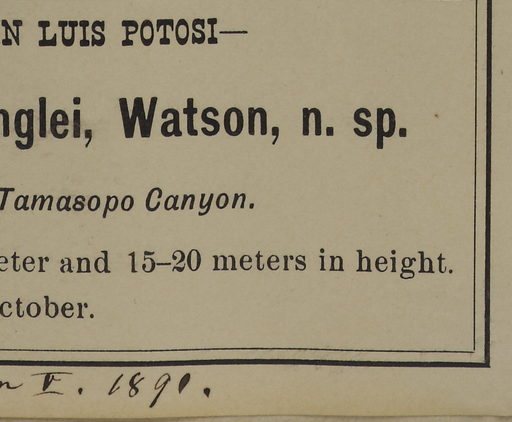 N LUIS POTOSI—
nglei, Watson, n. sp.
Tamasopo Canyon.
eter and 15–20 meters in height.
ctober.
n V. 1891.